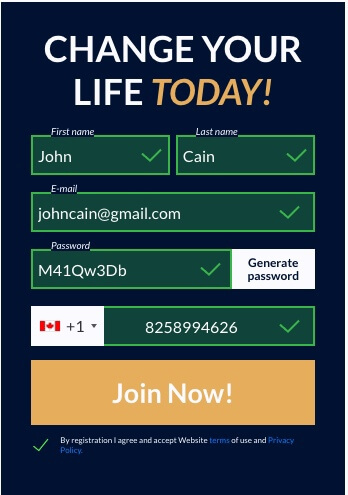 CHANGE YOUR
LIFE TODAY!
First name
Last name
John
Cain
E-mail
johncain@gmail.com
Password
M41Qw3Db
Generate
password
+1
8258994626
Join Now!
By registration I agree and accept Website terms of use and Privacy
Policy.